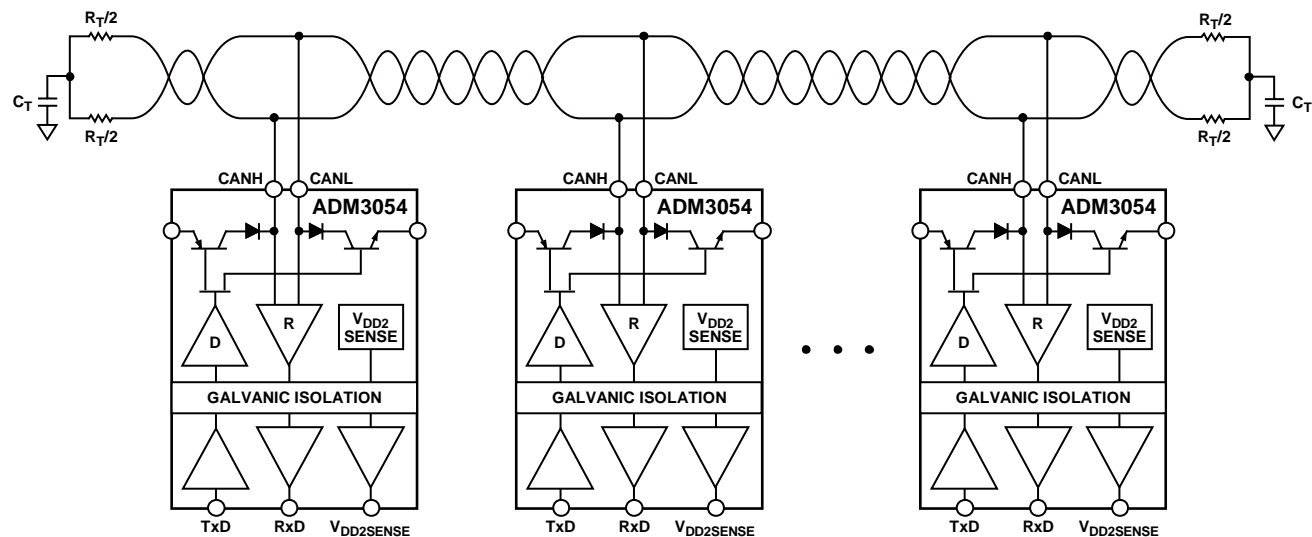 R_T/2
R_T/2
C_T
C_T
R_T/2
R_T/2
CANH CANL
CANH CANL
CANH CANL
ADM3054
ADM3054
ADM3054
D
R
V_DD2
SENSE
D
R
V_DD2
SENSE
• • •
D
R
V_DD2
SENSE
GALVANIC ISOLATION
GALVANIC ISOLATION
GALVANIC ISOLATION
TxD RxD V_DD2SENSE
TxD RxD V_DD2SENSE
TxD RxD V_DD2SENSE